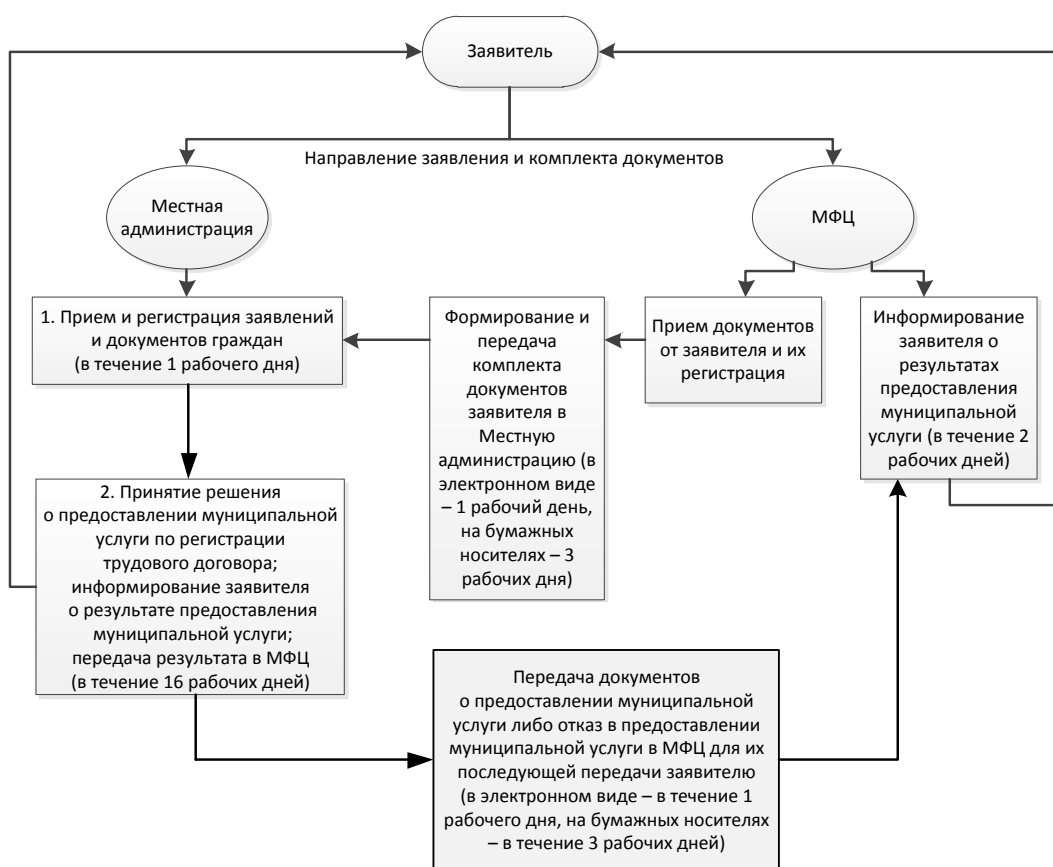 Заявитель
Направление заявления и комплекта документов
Местная
администрация
МФЦ
1. Прием и регистрация заявлений
и документов граждан
(в течение 1 рабочего дня)
Формирование и
передача
комплекта
документов
заявителя в
Местную
администрацию (в
электронном виде
– 1 рабочий день,
на бумажных
носителях – 3
рабочих дня)
Прием документов
от заявителя и их
регистрация
Информирование
заявителя о
результатах
предоставления
муниципальной
услуги (в течение 2
рабочих дней)
2. Принятие решения
о предоставлении муниципальной
услуги по регистрации
трудового договора;
информирование заявителя
о результате предоставления
муниципальной услуги;
передача результата в МФЦ
(в течение 16 рабочих дней)
Передача документов
о предоставлении муниципальной
услуги либо отказ в предоставлении
муниципальной услуги в МФЦ для их
последующей передачи заявителю
(в электронном виде – в течение 1
рабочего дня, на бумажных носителях
– в течение 3 рабочих дней)